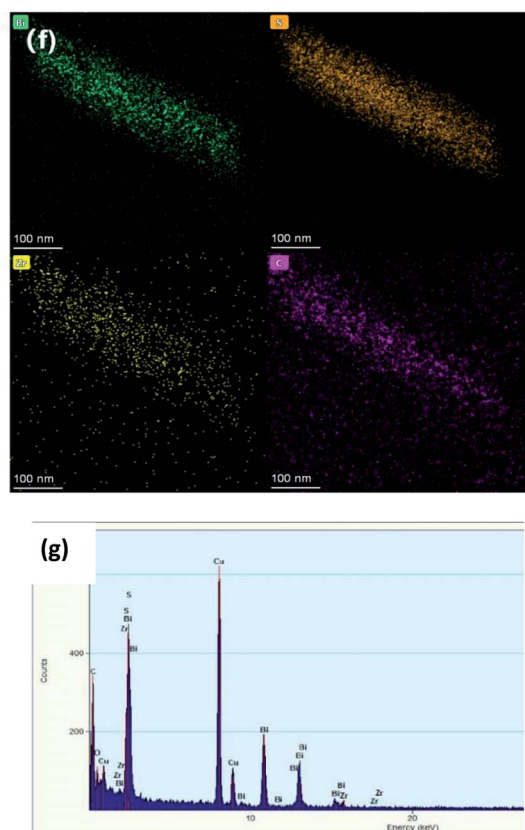 Bi
S
(f)
100 nm
100 nm
Zr
C
100 nm
100 nm
(g)
Cu
S
S
Bi
Zr
Bi
C
400
Counts
Bi
200
Bi
Bi
Bi
O
Cu
Cu
Zr
Zr
Bi
Bi
Bi
Bi
Bi
Zr
Zr
Zr
10
20
Energy (keV)